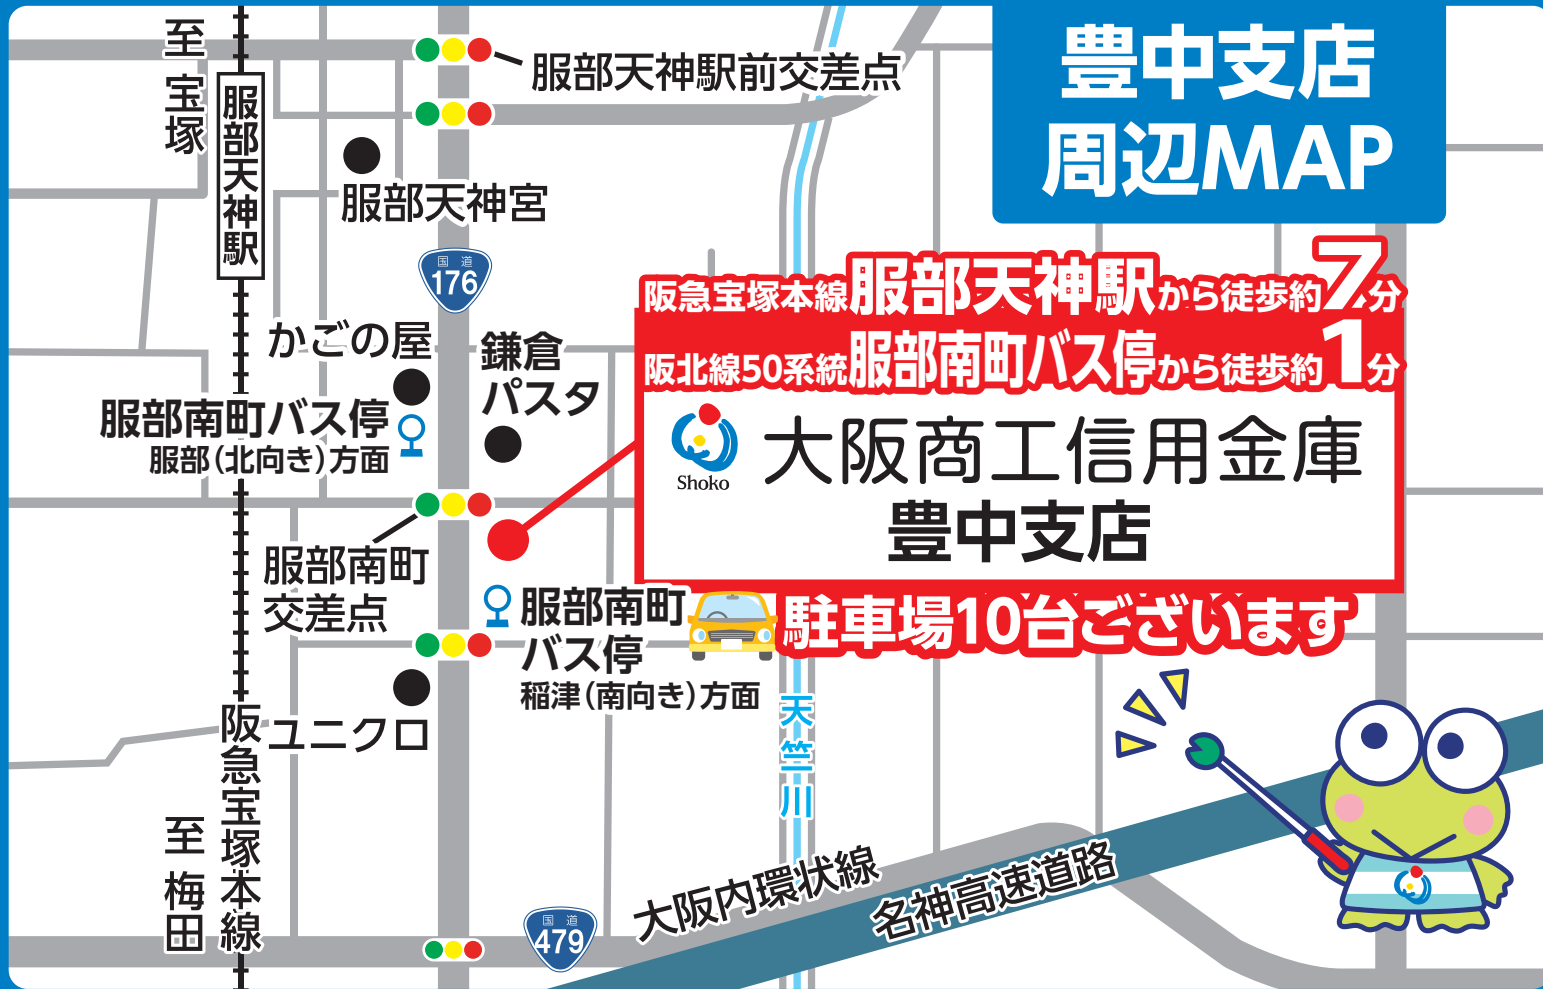 豊中支店
周辺MAP
至 宝塚
服部天神駅
服部天神駅前交差点
服部天神宮
国道
176
かごの屋
鎌倉
パスタ
服部南町バス停
服部(北向き)方面
阪急宝塚本線服部天神駅から徒歩約7分
阪北線50系統服部南町バス停から徒歩約1分
Shoko
大阪商工信用金庫
豊中支店
駐車場10台ございます
服部南町
交差点
服部南町
バス停
稲津(南向き)方面
ユニクロ
天竺川
阪急宝塚本線
至 梅田
大阪内環状線
名神高速道路
国道
479